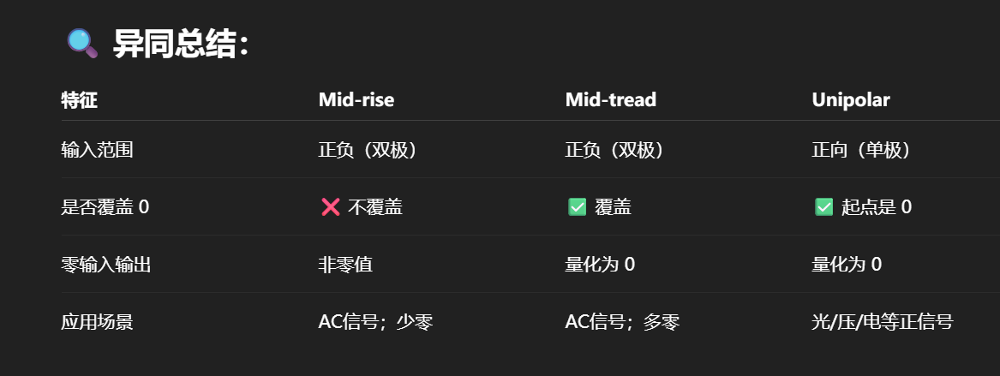 🔍 异同总结：
特征 Mid-rise Mid-tread Unipolar
输入范围 正负（双极） 正负（双极） 正向（单极）
是否覆盖 0 ❌ 不覆盖 ✅ 覆盖 ✅ 起点是 0
零输入输出 非零值 量化为 0 量化为 0
应用场景 AC信号；少零 AC信号；多零 光/压/电等正信号